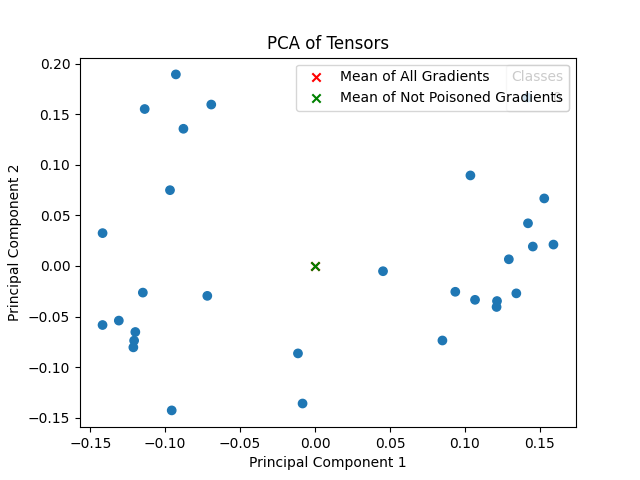 PCA of Tensors
Mean of All Gradients
Mean of Not Poisoned Gradients
Classes
0.20
0.15
0.10
0.05
0.00
−0.05
−0.10
−0.15
Principal Component 2
−0.15
−0.10
−0.05
0.00
0.05
0.10
0.15
Principal Component 1